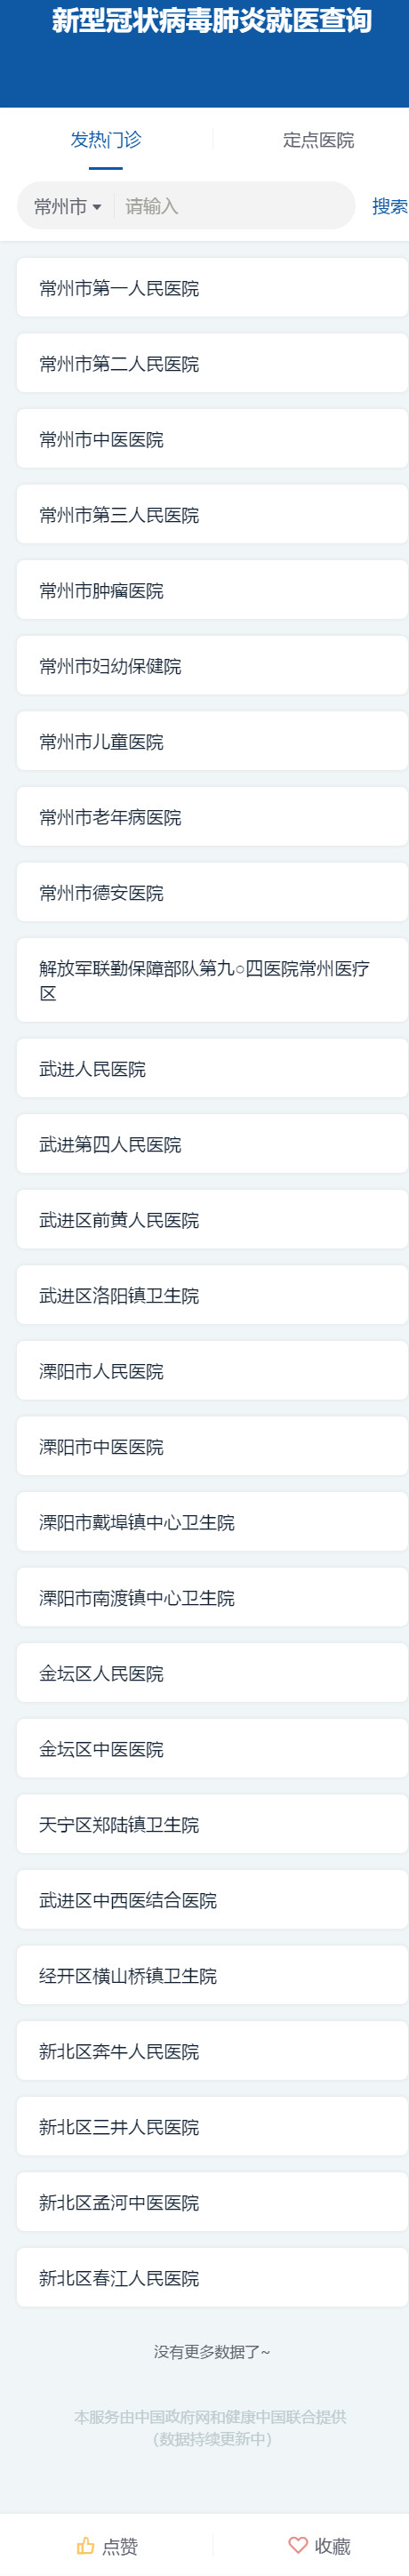 新型冠状病毒肺炎就医查询
发热门诊
定点医院
常州市
请输入
搜索
常州市第一人民医院
常州市第二人民医院
常州市中医医院
常州市第三人民医院
常州市肿瘤医院
常州市妇幼保健院
常州市儿童医院
常州市老年病医院
常州市德安医院
解放军联勤保障部队第九○四医院常州医疗
区
武进人民医院
武进第四人民医院
武进区前黄人民医院
武进区洛阳镇卫生院
溧阳市人民医院
溧阳市中医医院
溧阳市戴埠镇中心卫生院
溧阳市南渡镇中心卫生院
金坛区人民医院
金坛区中医医院
天宁区郑陆镇卫生院
武进区中西医结合医院
经开区横山桥镇卫生院
新北区奔牛人民医院
新北区三井人民医院
新北区孟河中医医院
新北区春江人民医院
没有更多数据了~
本服务由中国政府网和健康中国联合提供
（数据持续更新中）
点赞
收藏